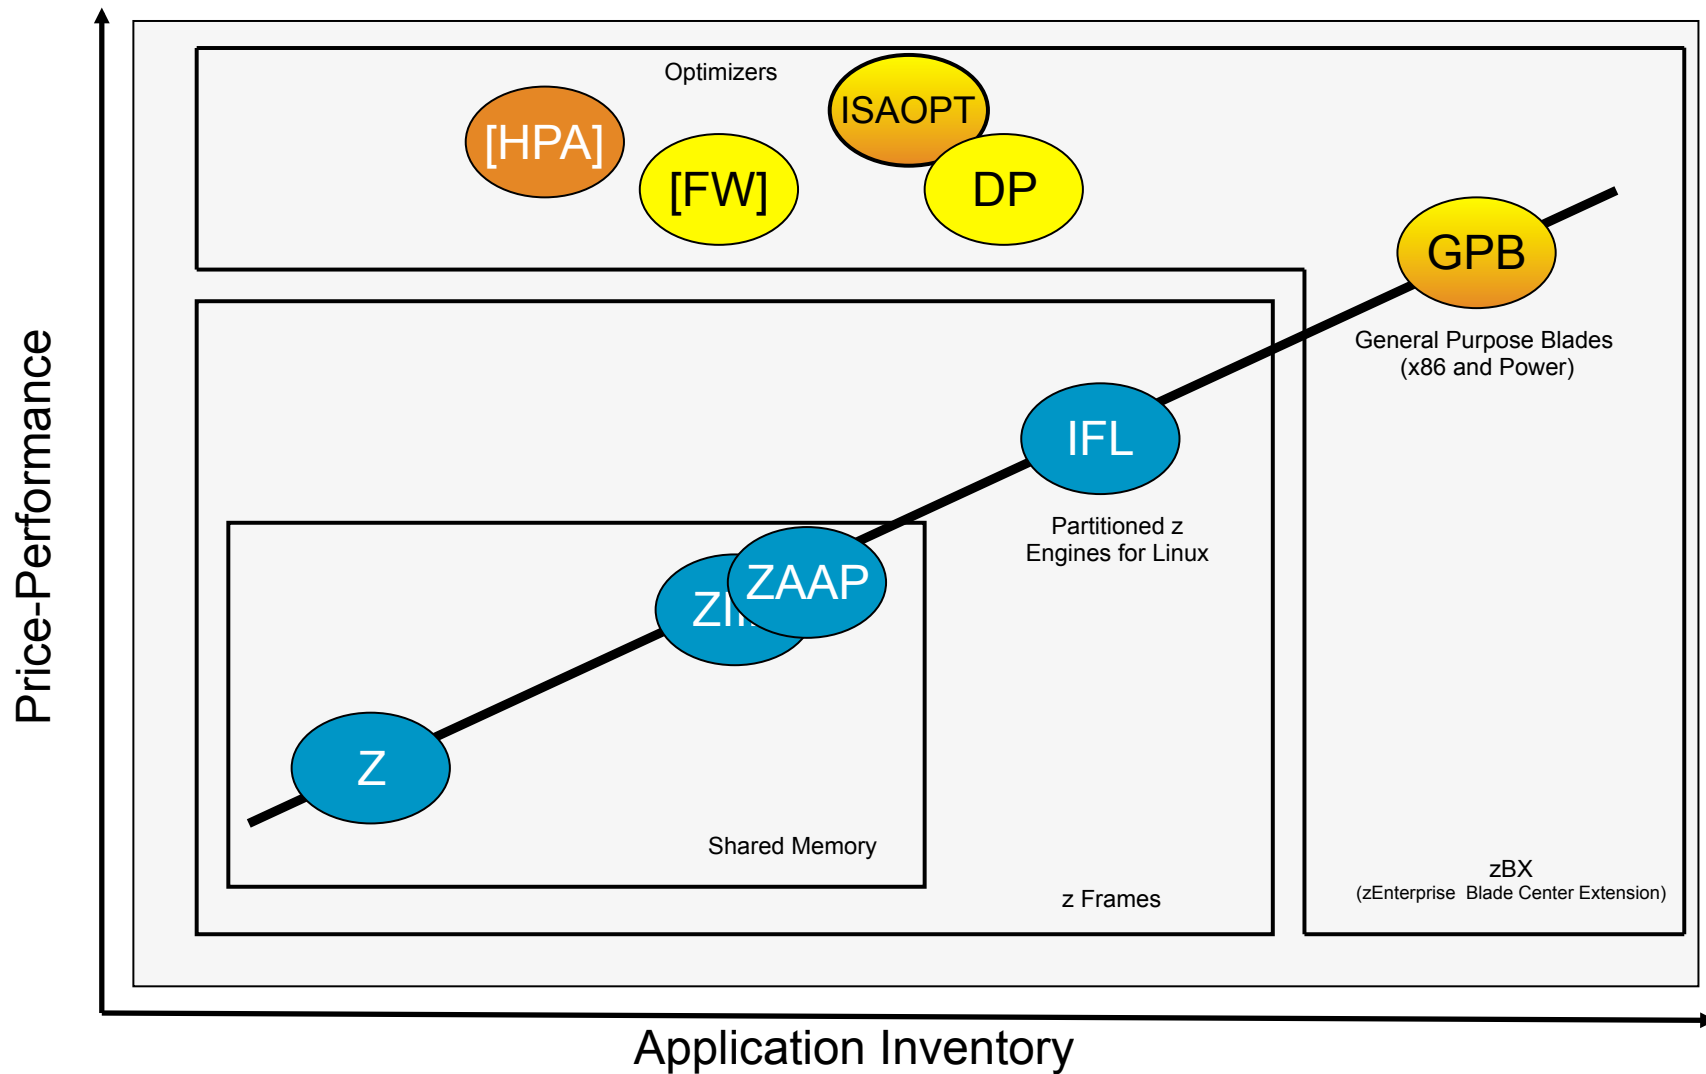 Optimizers
ISAOPT
[HPA]
[FW]
DP
GPB
General Purpose Blades
(x86 and Power)
IFL
Partitioned z
Engines for Linux
ZAAP
Z
Shared Memory
z Frames
zBX
(zEnterprise Blade Center Extension)
Price-Performance
Application Inventory